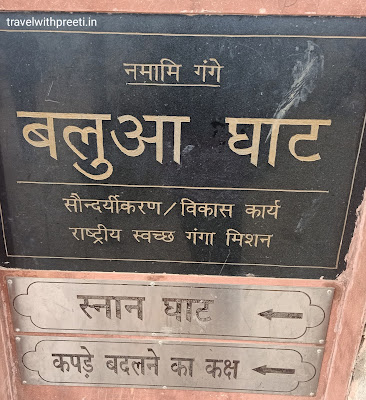 travelwithpreeti.in
नमामि गंगे
बलुआ घाट
सौन्दर्यीकरण/विकास कार्य
राष्ट्रीय स्वच्छ गंगा मिशन
स्नान घाट ←
कपड़े बदलने का कक्ष ←